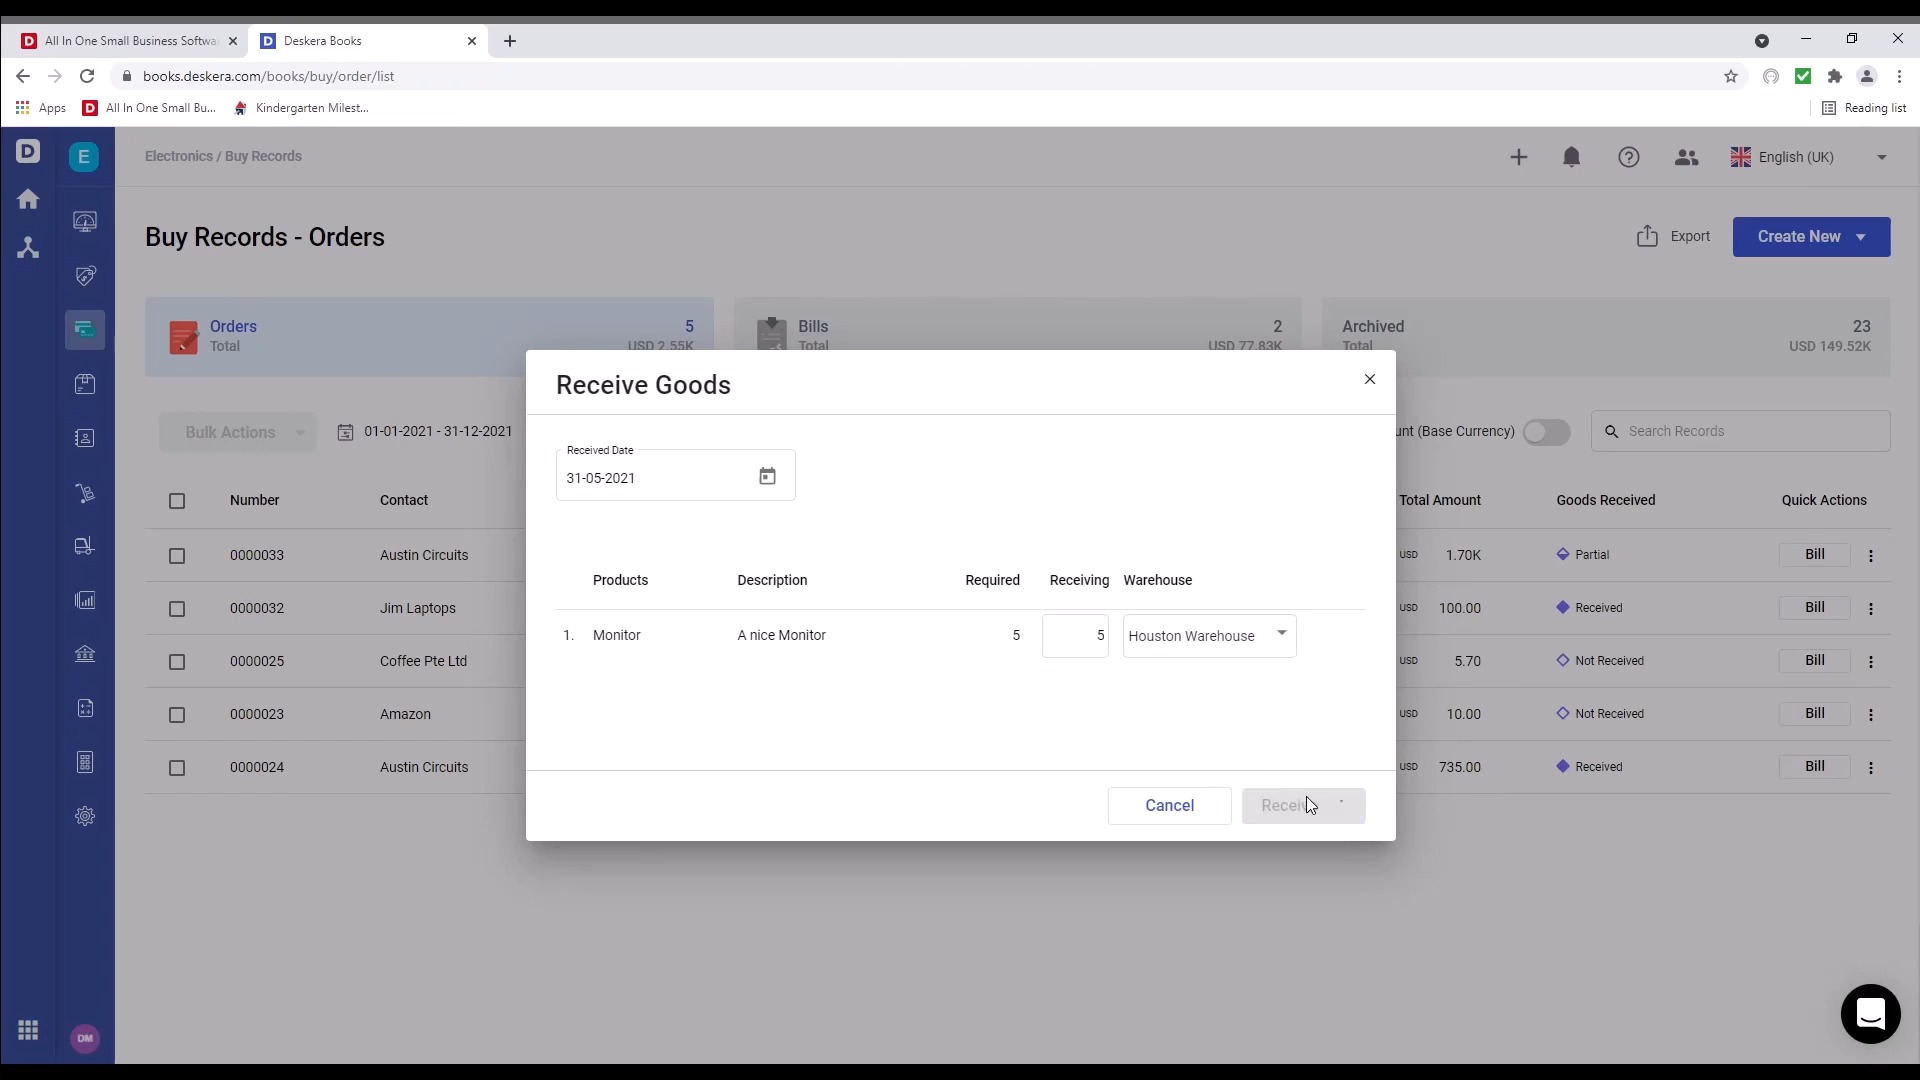 All In One Small Business Softwa
Deskera Books
books.deskera.com/books/buy/order/list
Apps
All In One Small Bu...
Kindergarten Milest...
Reading list
D
E
Electronics / Buy Records
English (UK)
Buy Records - Orders
Export
Create New
Orders 5
Total USD 2.55K
Bills 2
Total USD 77.83K
Archived 23
Total USD 149.52K
Receive Goods
Bulk Actions
01-01-2021 - 31-12-2021
(Base Currency)
Search Records
Received Date
31-05-2021
Number Contact Total Amount Goods Received Quick Actions
0000033 Austin Circuits USD 1.70K Partial Bill
Products Description Required Receiving Warehouse
0000032 Jim Laptops USD 100.00 Received Bill
1. Monitor A nice Monitor 5 5 Houston Warehouse
0000025 Coffee Pte Ltd USD 5.70 Not Received Bill
0000023 Amazon USD 10.00 Not Received Bill
0000024 Austin Circuits USD 735.00 Received Bill
Cancel
DM